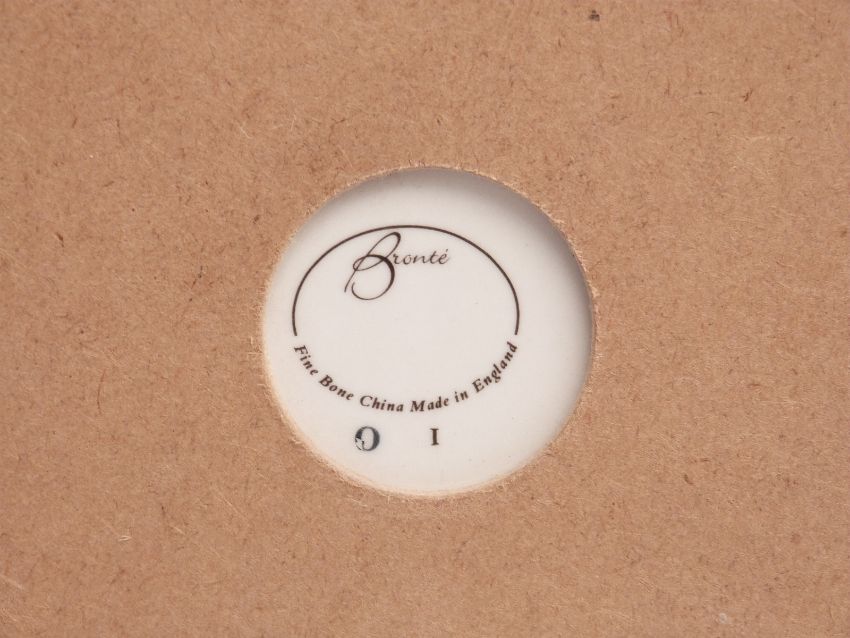 Bronté
Fine Bone China Made in England
I